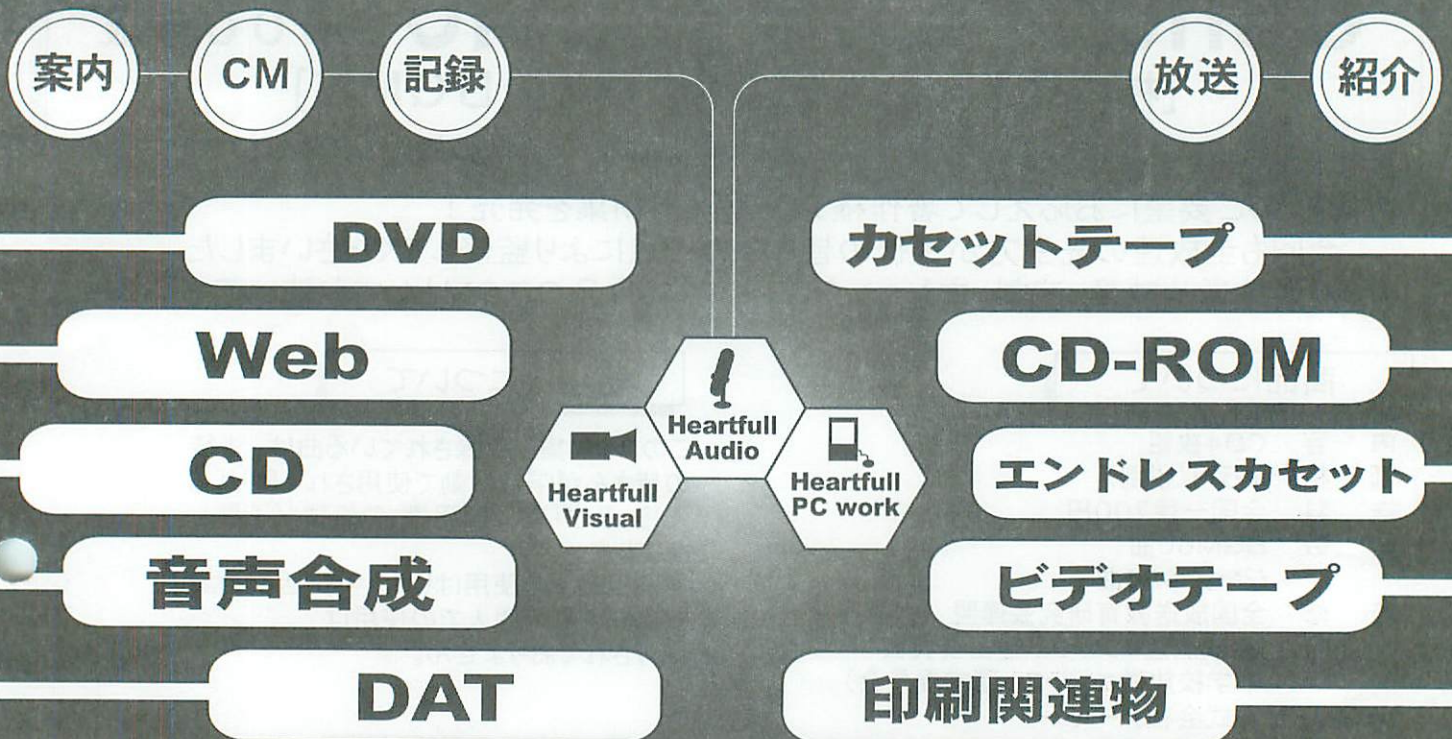 案内
CM
記録
放送
紹介
DVD
カセットテープ
Web
CD-ROM
CD
エンドレスカセット
音声合成
ビデオテープ
DAT
印刷関連物
Heartfull
Audio
Heartfull
Visual
Heartfull
PC work